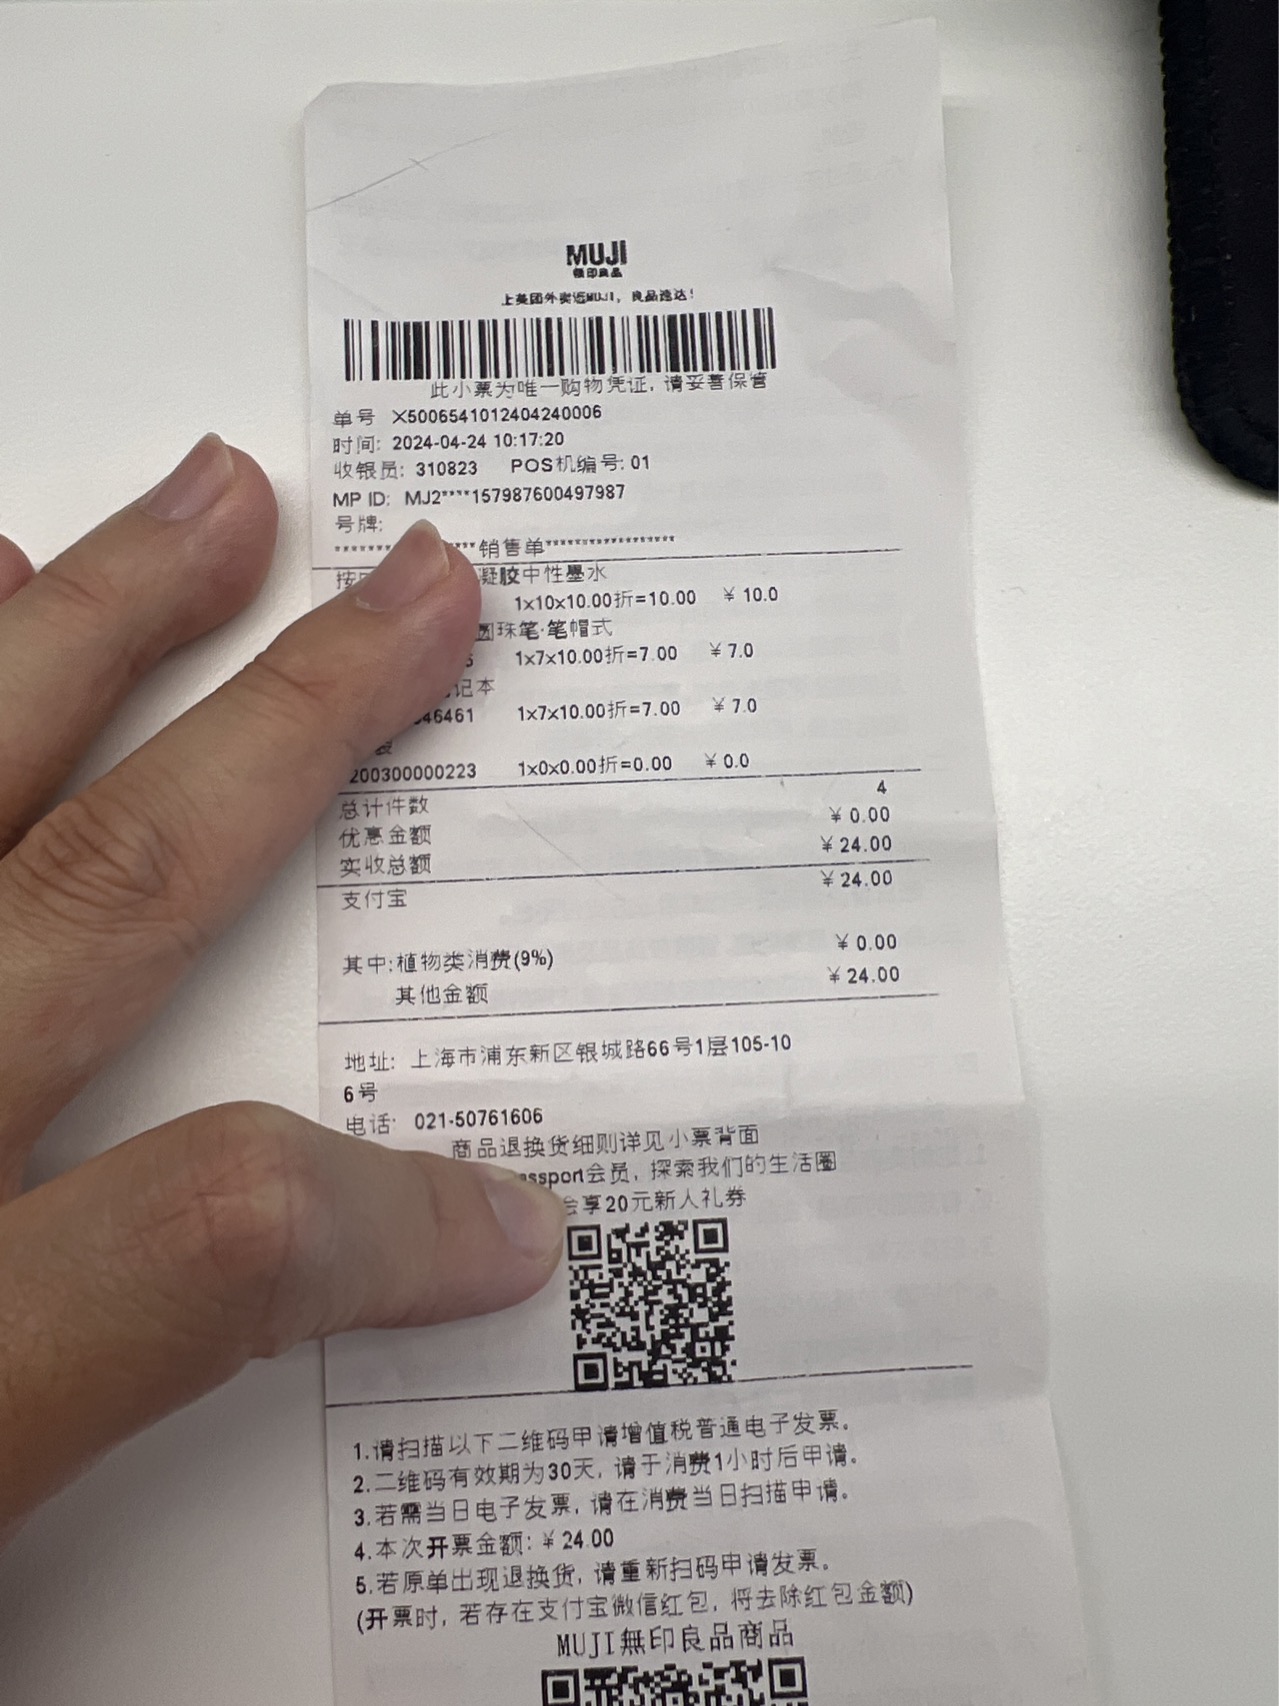 MUJI
無印良品
上美团外卖逛MUJI，良品速达！
此小票为唯一购物凭证, 请妥善保管
单号 X5006541012404240006
时间: 2024-04-24 10:17:20
收银员: 310823 POS机编号: 01
MP ID: MJ2****157987600497987
号牌:
销售单
按 凝胶中性墨水
1x10x10.00折=10.00 ¥ 10.0
圆珠笔·笔帽式
1x7x10.00折=7.00 ¥ 7.0
记本
46461 1x7x10.00折=7.00 ¥ 7.0
袋
200300000223 1x0x0.00折=0.00 ¥ 0.0
总计件数 4
优惠金额 ¥ 0.00
实收总额 ¥ 24.00
支付宝 ¥ 24.00
其中:植物类消费(9%) ¥ 0.00
其他金额 ¥ 24.00
地址: 上海市浦东新区银城路66号1层105-10
6号
电话: 021-50761606
商品退换货细则详见小票背面
assport会员, 探索我们的生活圈
会享20元新人礼券
1.请扫描以下二维码申请增值税普通电子发票。
2.二维码有效期为30天, 请于消费1小时后申请。
3.若需当日电子发票, 请在消费当日扫描申请。
4.本次开票金额: ¥ 24.00
5.若原单出现退换货, 请重新扫码申请发票。
(开票时, 若存在支付宝微信红包, 将去除红包金额)
MUJI無印良品商品